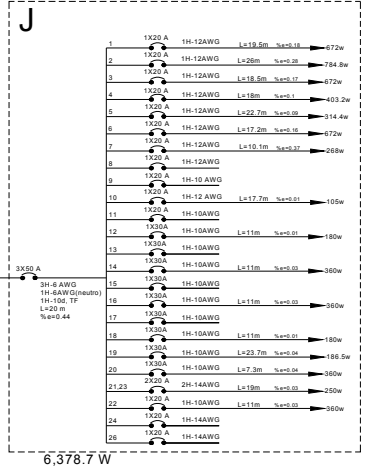 J
1X20 A
1 1H-12AWG L=19.5m %e=0.18 672w
1X20 A
2 1H-12AWG L=26m %e=0.28 784.8w
1X20 A
3 1H-12AWG L=18.5m %e=0.17 672w
1X20 A
4 1H-12AWG L=18m %e=0.1 403.2w
1X20 A
5 1H-12AWG L=22.7m %e=0.09 314.4w
1X20 A
6 1H-12AWG L=17.2m %e=0.16 672w
1X20 A
7 1H-12AWG L=10.1m %e=0.37 268w
1X20 A
8 1H-12AWG
1X20 A
9 1H-10 AWG
1X20 A
10 1H-12 AWG L=17.7m %e=0.01 105w
1X20 A
11 1H-10AWG
1X30A
12 1H-10AWG L=11m %e=0.01 180w
1X30A
13 1H-10AWG
1X30A
14 1H-10AWG L=11m %e=0.03 360w
1X30A
15 1H-10AWG
1X30A
16 1H-10AWG L=11m %e=0.03 360w
1X30A
17 1H-10AWG
1X30A
18 1H-10AWG L=11m %e=0.01 180w
1X30A
19 1H-10AWG L=23.7m %e=0.04 186.5w
1X30A
20 1H-10AWG L=7.3m %e=0.04 360w
2X20 A
21,23 2H-14AWG L=19m %e=0.03 250w
1X20 A
22 1H-10AWG L=11m %e=0.03 360w
1X20 A
24 1H-14AWG
1X20 A
26 1H-14AWG
3X50 A
3H-6 AWG
1H-6AWG(neutro)
1H-10d, TF
L=20 m
%e=0.44
6,378.7 W